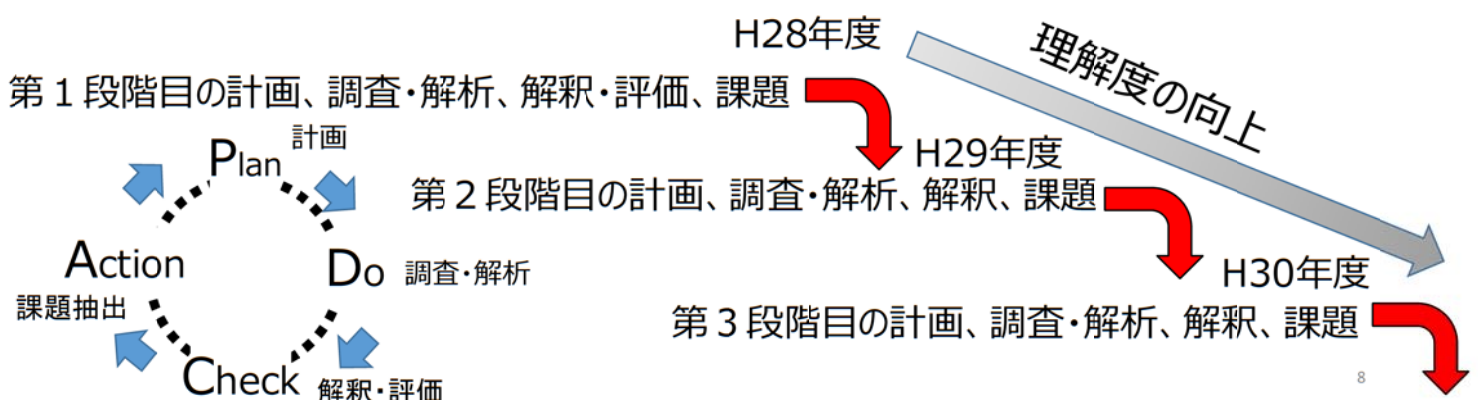 H28年度
理解度の向上
第1段階目の計画、調査・解析、解釈・評価、課題
Plan 計画
H29年度
第2段階目の計画、調査・解析、解釈、課題
Action
課題抽出
Do 調査・解析
H30年度
第3段階目の計画、調査・解析、解釈、課題
Check 解釈・評価
8